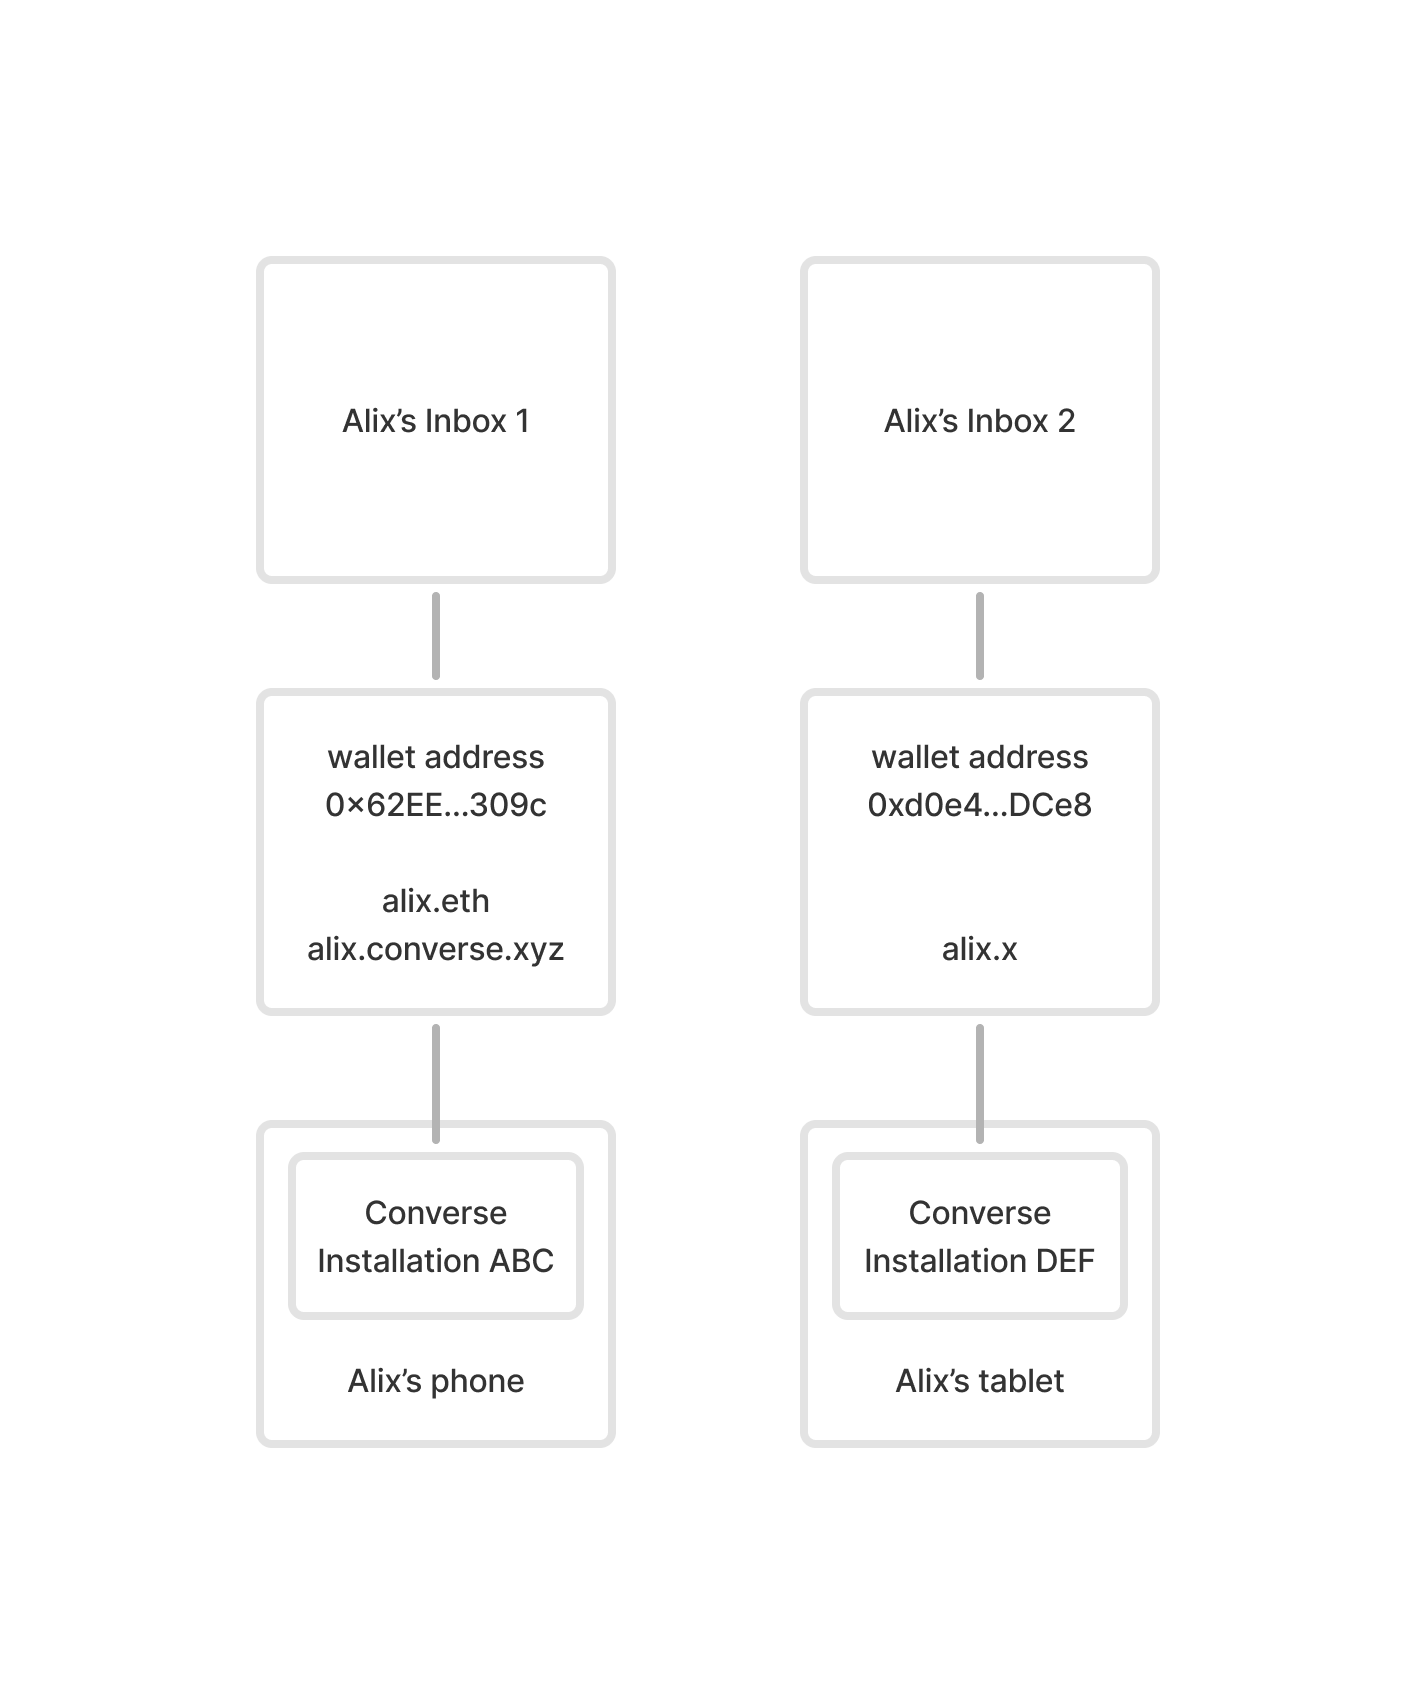 Alix’s Inbox 1
Alix’s Inbox 2
wallet address
0×62EE...309c
alix.eth
alix.converse.xyz
wallet address
0xd0e4...DCe8
alix.x
Converse
Installation ABC
Alix’s phone
Converse
Installation DEF
Alix’s tablet